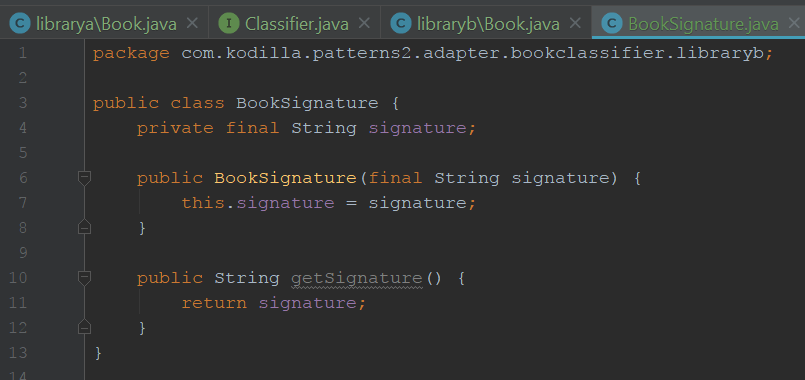 C librarya\Book.java × I Classifier.java × C libraryb\Book.java × C BookSignature.java ×
1 package com.kodilla.patterns2.adapter.bookclassifier.libraryb;
2
3 public class BookSignature {
4     private final String signature;
5
6     public BookSignature(final String signature) {
7         this.signature = signature;
8     }
9
10     public String getSignature() {
11         return signature;
12     }
13 }
14